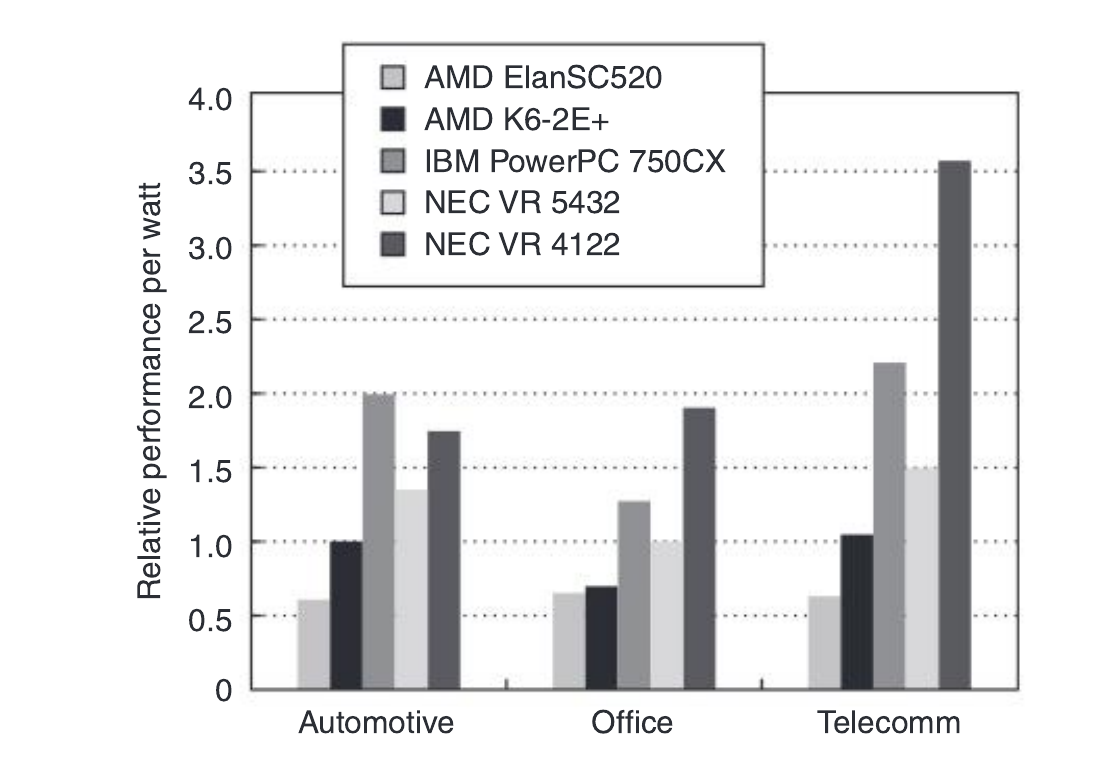 AMD ElanSC520
AMD K6-2E+
IBM PowerPC 750CX
NEC VR 5432
NEC VR 4122
Relative performance per watt
4.0
3.5
3.0
2.5
2.0
1.5
1.0
0.5
0
Automotive
Office
Telecomm